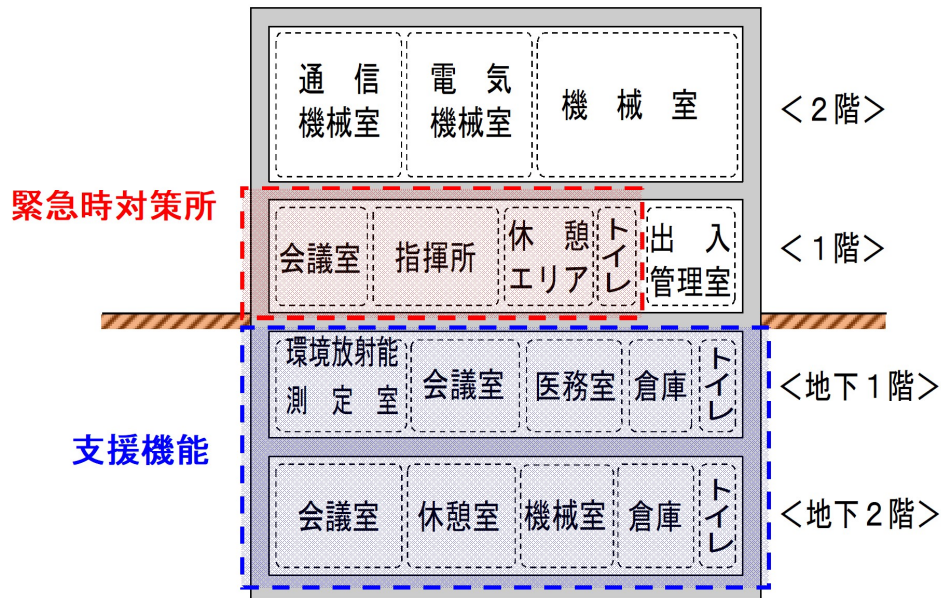 通　信
機械室
電　気
機械室
機　械　室
＜２階＞
緊急時対策所
会議室
指揮所
休　憩
エリア
トイレ
出　入
管理室
＜１階＞
環境放射能
測　定　室
会議室
医務室
倉庫
トイレ
＜地下１階＞
支援機能
会議室
休憩室
機械室
倉庫
トイレ
＜地下２階＞